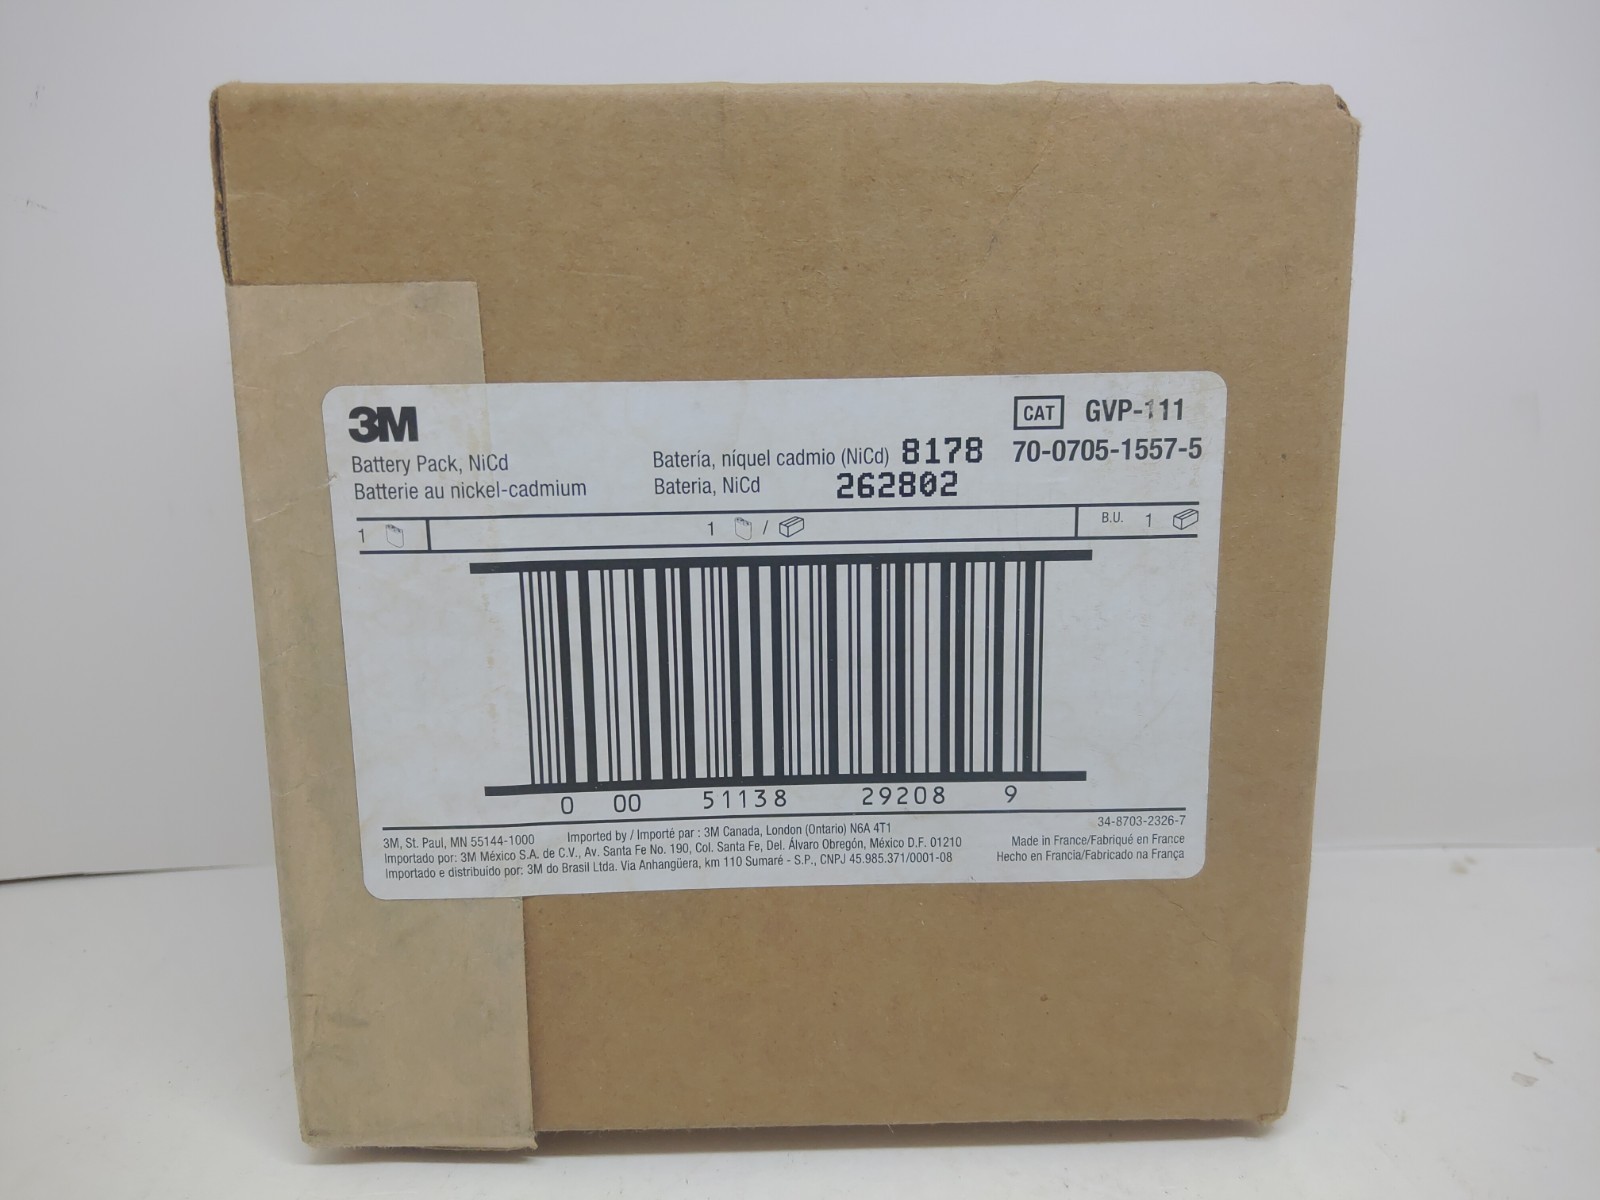 3M
CAT GVP-111
Battery Pack, NiCd
Batería, níquel cadmio (NiCd) 8178 70-0705-1557-5
Batterie au nickel-cadmium
Bateria, NiCd 262802
1
1 /
B.U. 1
0 00 51138 29208 9
34-8703-2326-7
3M, St. Paul, MN 55144-1000 Imported by / Importé par : 3M Canada, London (Ontario) N6A 4T1
Importado por: 3M México S.A. de C.V., Av. Santa Fe No. 190, Col. Santa Fe, Del. Álvaro Obregón, México D.F. 01210
Importado e distribuído por: 3M do Brasil Ltda. Via Anhangüera, km 110 Sumaré - S.P., CNPJ 45.985.371/0001-08
Made in France/Fabriqué en France
Hecho en Francia/Fabricado na França